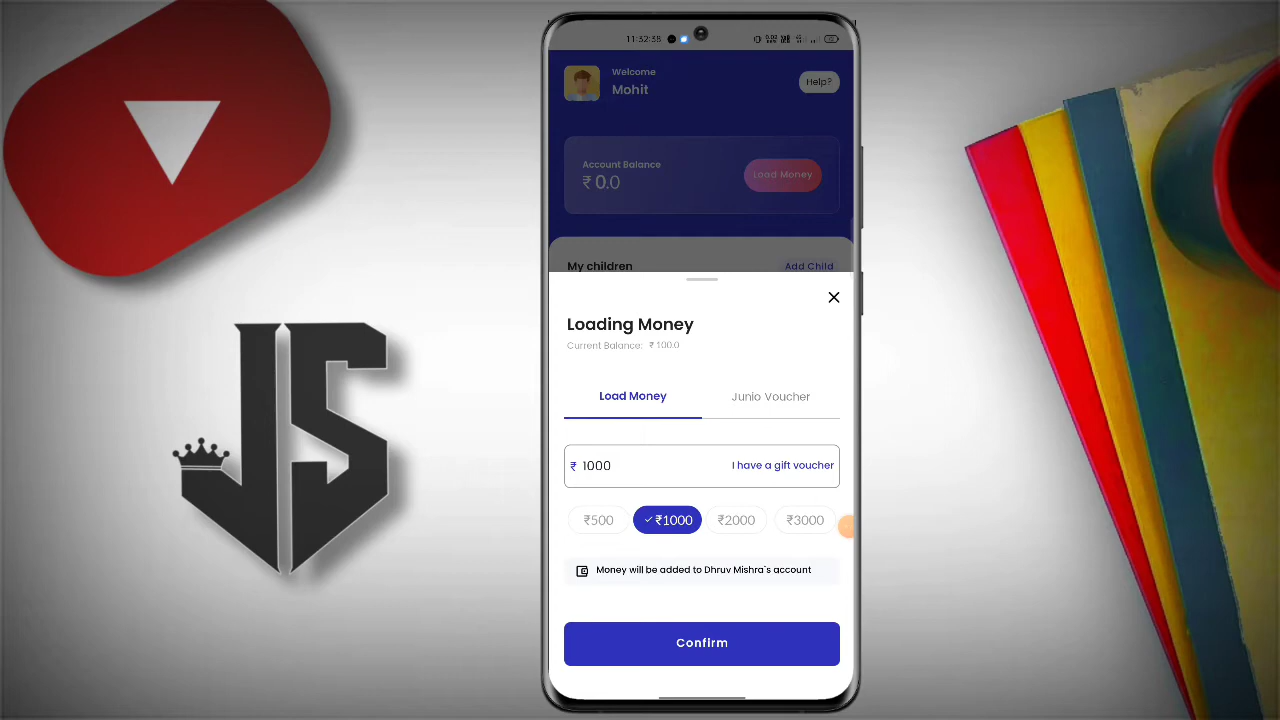 11:32:38
Welcome
Mohit
Help?
Account Balance
₹ 0.0
Load Money
My children
Add Child
Loading Money
Current Balance: ₹ 100.0
Load Money
Junio Voucher
₹ 1000
I have a gift voucher
₹500
₹1000
₹2000
₹3000
Money will be added to Dhruv Mishra's account
Confirm
JS